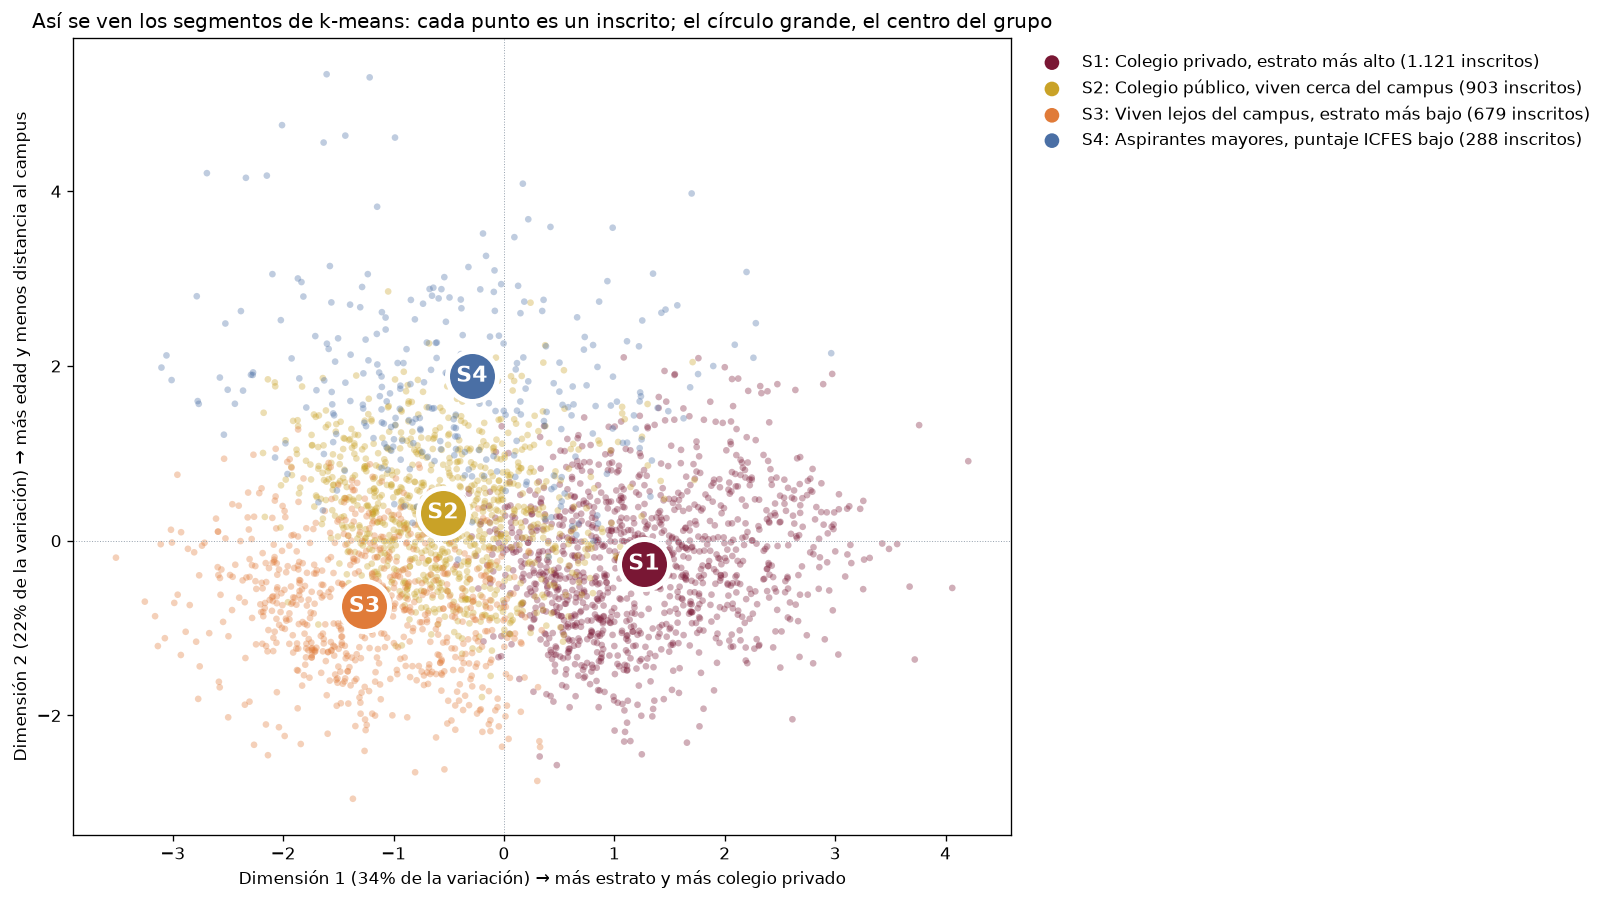 Así se ven los segmentos de k-means: cada punto es un inscrito; el círculo grande, el centro del grupo
S1: Colegio privado, estrato más alto (1.121 inscritos)
S2: Colegio público, viven cerca del campus (903 inscritos)
S3: Viven lejos del campus, estrato más bajo (679 inscritos)
S4: Aspirantes mayores, puntaje ICFES bajo (288 inscritos)
Dimensión 2 (22% de la variación) → más edad y menos distancia al campus
4
2
0
−2
S4
S2
S1
S3
−3
−2
−1
0
1
2
3
4
Dimensión 1 (34% de la variación) → más estrato y más colegio privado